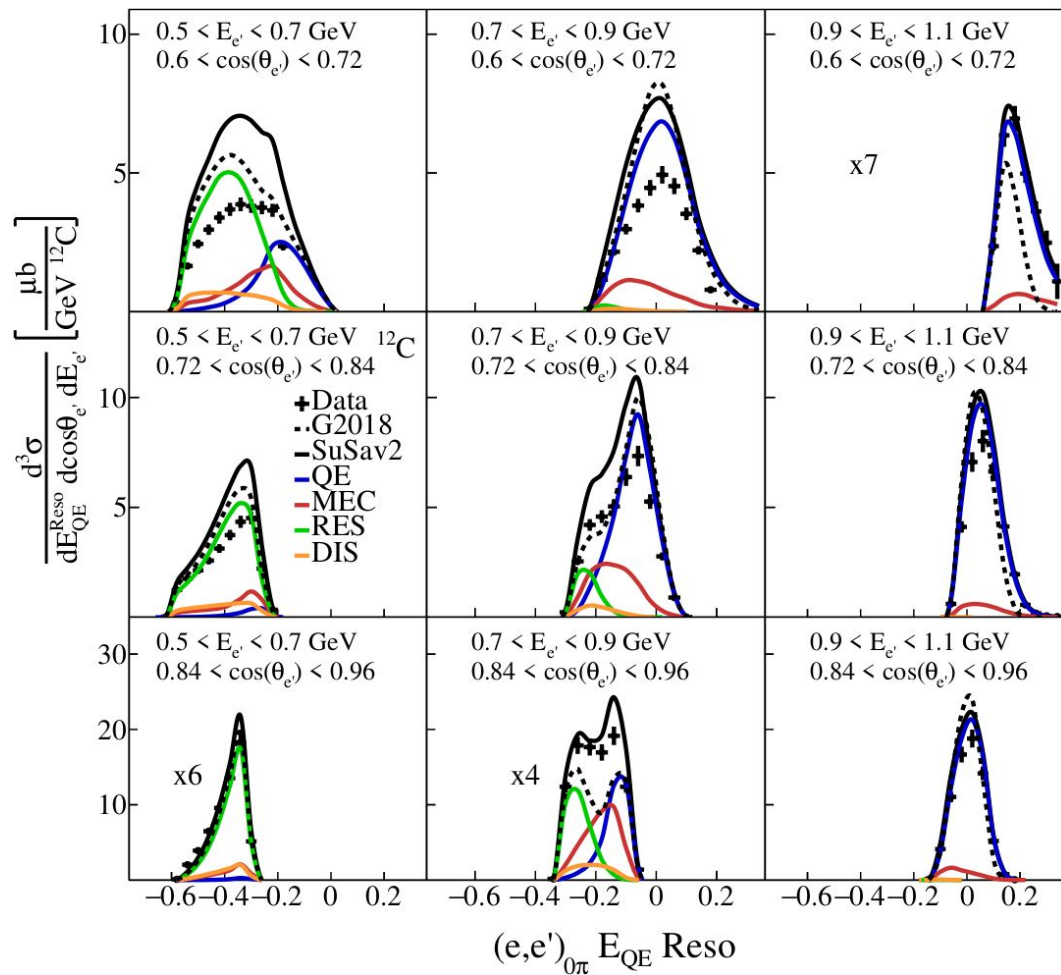 10
5
0.5 < E_e' < 0.7 GeV
0.6 < cos(θ_e') < 0.72
0.7 < E_e' < 0.9 GeV
0.6 < cos(θ_e') < 0.72
0.9 < E_e' < 1.1 GeV
0.6 < cos(θ_e') < 0.72
x7
10
5
0.5 < E_e' < 0.7 GeV
0.72 < cos(θ_e') < 0.84
¹²C
Data
G2018
SuSav2
QE
MEC
RES
DIS
0.7 < E_e' < 0.9 GeV
0.72 < cos(θ_e') < 0.84
0.9 < E_e' < 1.1 GeV
0.72 < cos(θ_e') < 0.84
30
20
10
0.5 < E_e' < 0.7 GeV
0.84 < cos(θ_e') < 0.96
x6
0.7 < E_e' < 0.9 GeV
0.84 < cos(θ_e') < 0.96
x4
0.9 < E_e' < 1.1 GeV
0.84 < cos(θ_e') < 0.96
−0.6 −0.4 −0.2 0 0.2
−0.6 −0.4 −0.2 0 0.2
−0.6 −0.4 −0.2 0 0.2
d³σ / dE_QE^Reso dcosθ_e' dE_e' [μb / GeV ¹²C]
(e,e')_0π E_QE Reso